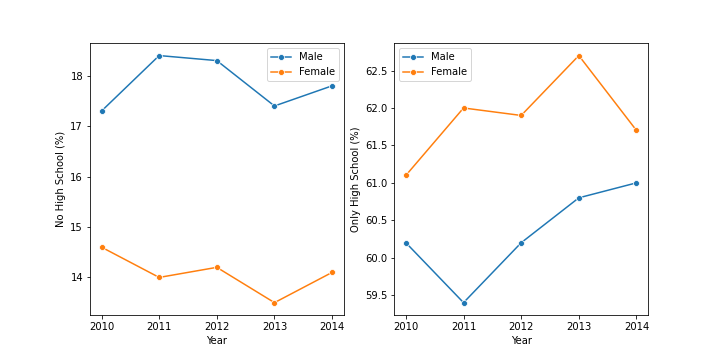 Male
Female
No High School (%)
18
17
16
15
14
2010 2011 2012 2013 2014
Year
Male
Female
Only High School (%)
62.5
62.0
61.5
61.0
60.5
60.0
59.5
2010 2011 2012 2013 2014
Year